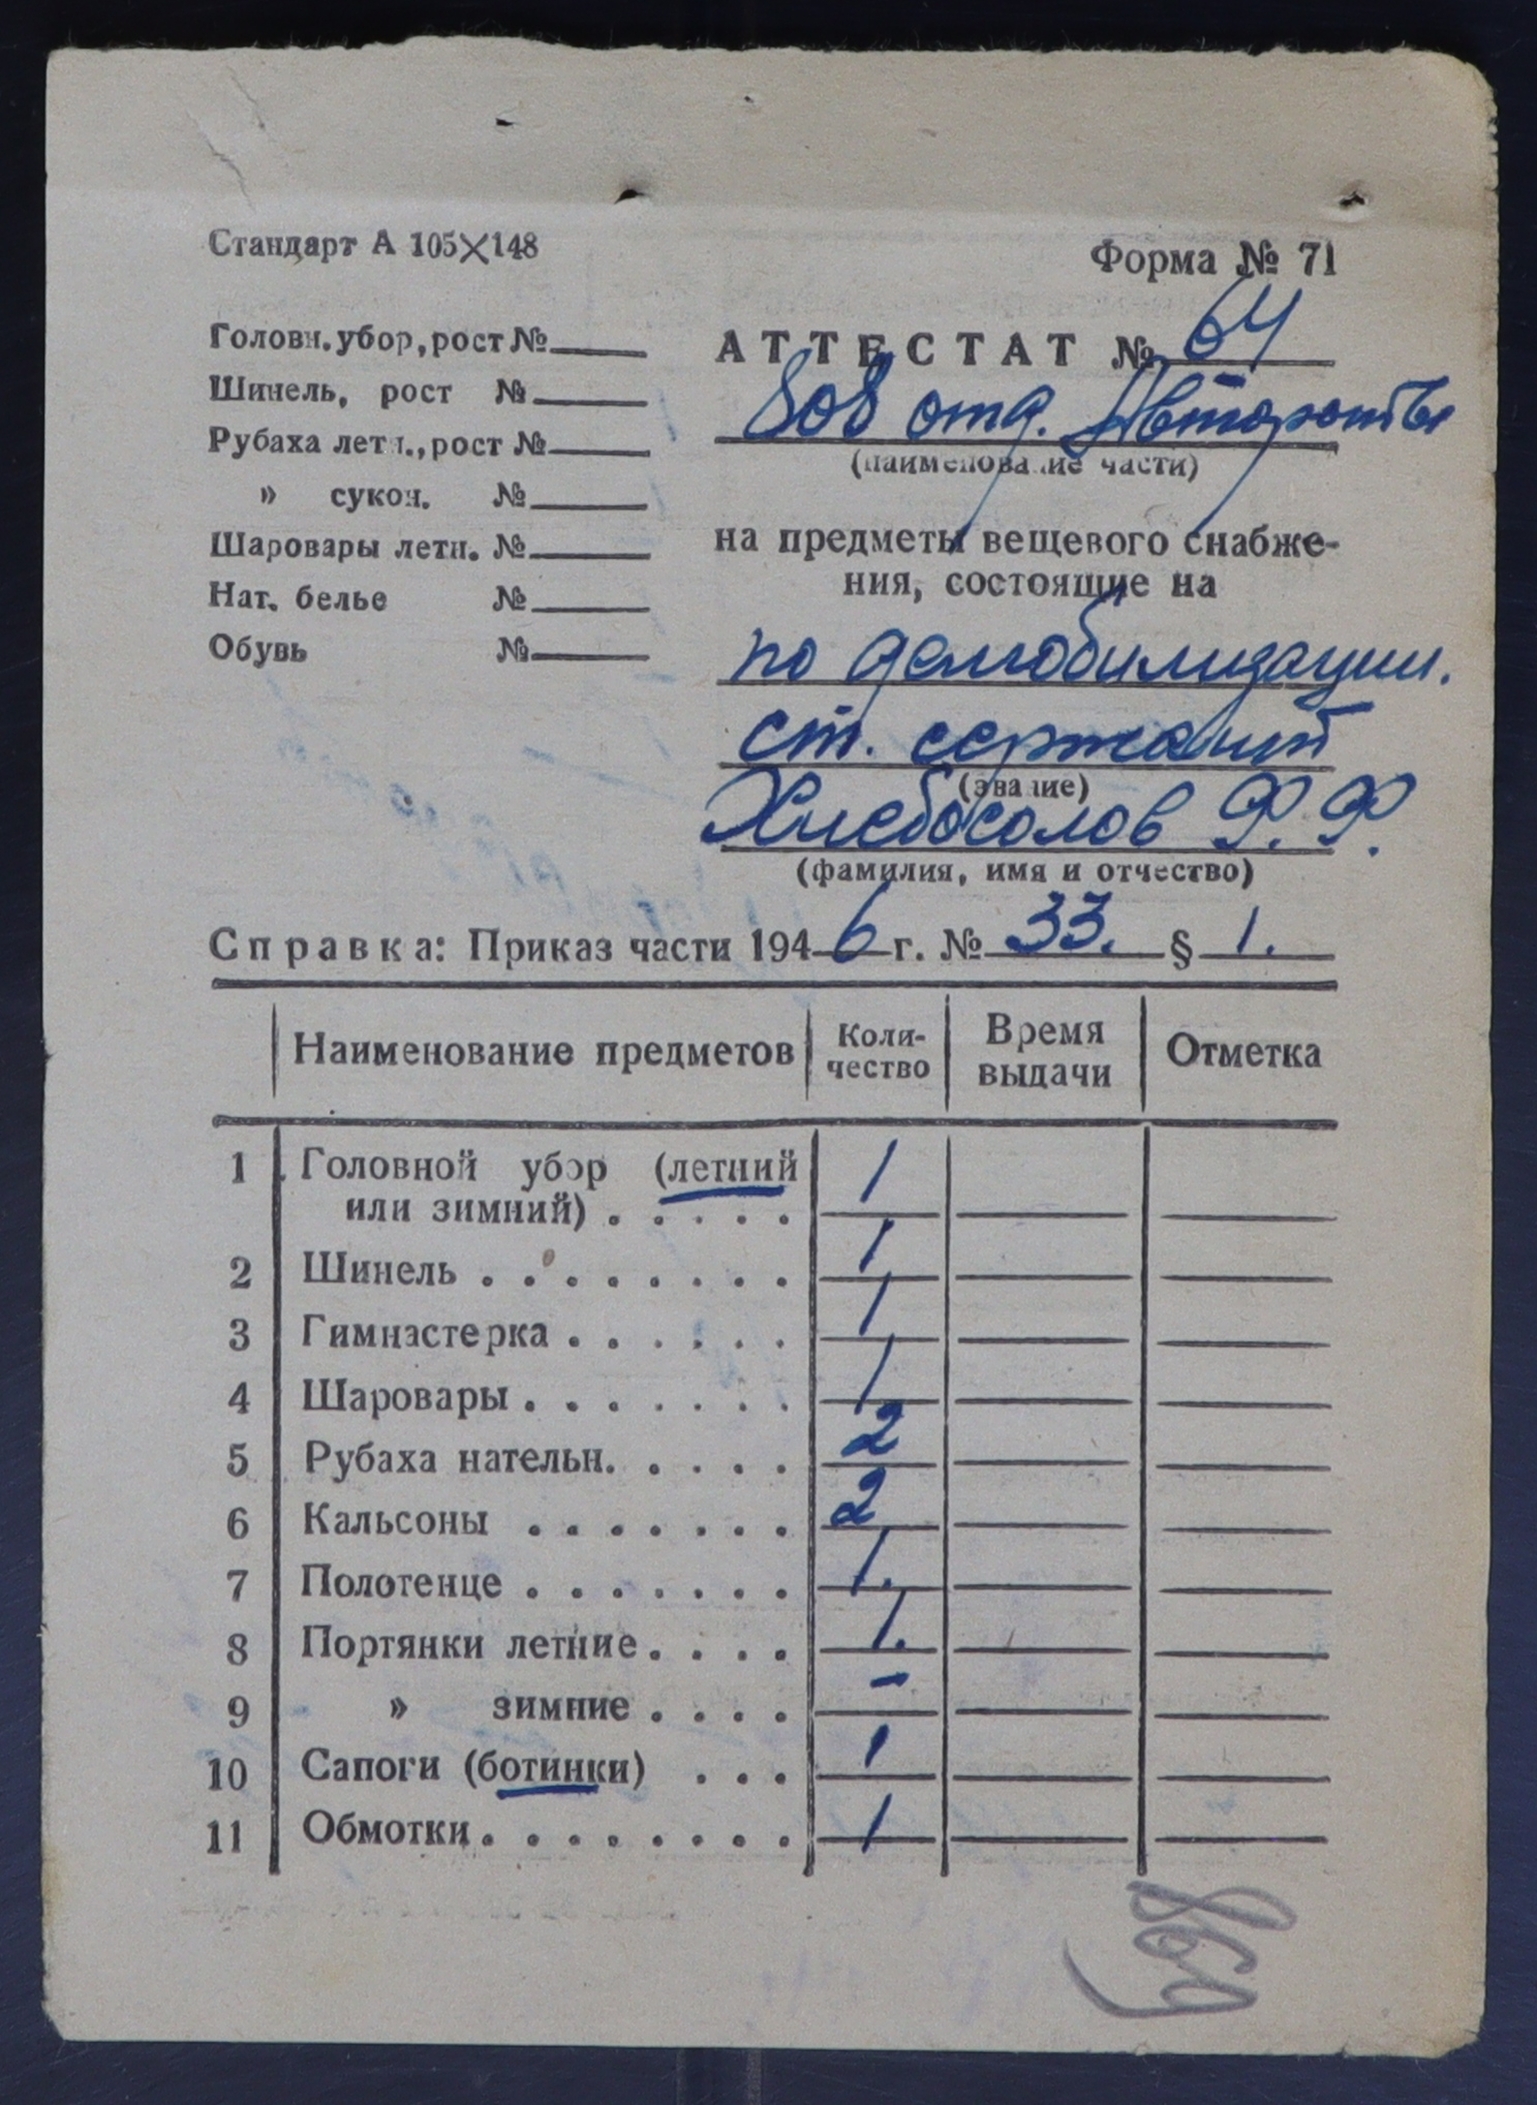 Стандарт А 105×148
Форма № 71
Головн. убор, рост №
Шинель, рост №
Рубаха летн., рост №
» сукон. №
Шаровары летн. №
Нат. белье №
Обувь №
АТТЕСТАТ № 64
808 отд. Автороты
(наименование части)
на предметы вещевого снабже-
ния, состоящие на
по демобилизации.
ст. сержант
(звание)
Хлебосолов Ф. Ф.
(фамилия, имя и отчество)
Справка: Приказ части 1946 г. № 33. § 1.
Наименование предметов Коли-чество Время выдачи Отметка
1 Головной убор (летний
или зимний) . . . . . 1
2 Шинель . . . . . . . . 1
3 Гимнастерка . . . . . . 1
4 Шаровары . . . . . . . 1
5 Рубаха нательн. . . . . 2
6 Кальсоны . . . . . . . 2
7 Полотенце . . . . . . . 1.
8 Портянки летние . . . . 1.
9 » зимние . . . . -
10 Сапоги (ботинки) . . . 1
11 Обмотки . . . . . . . . 1